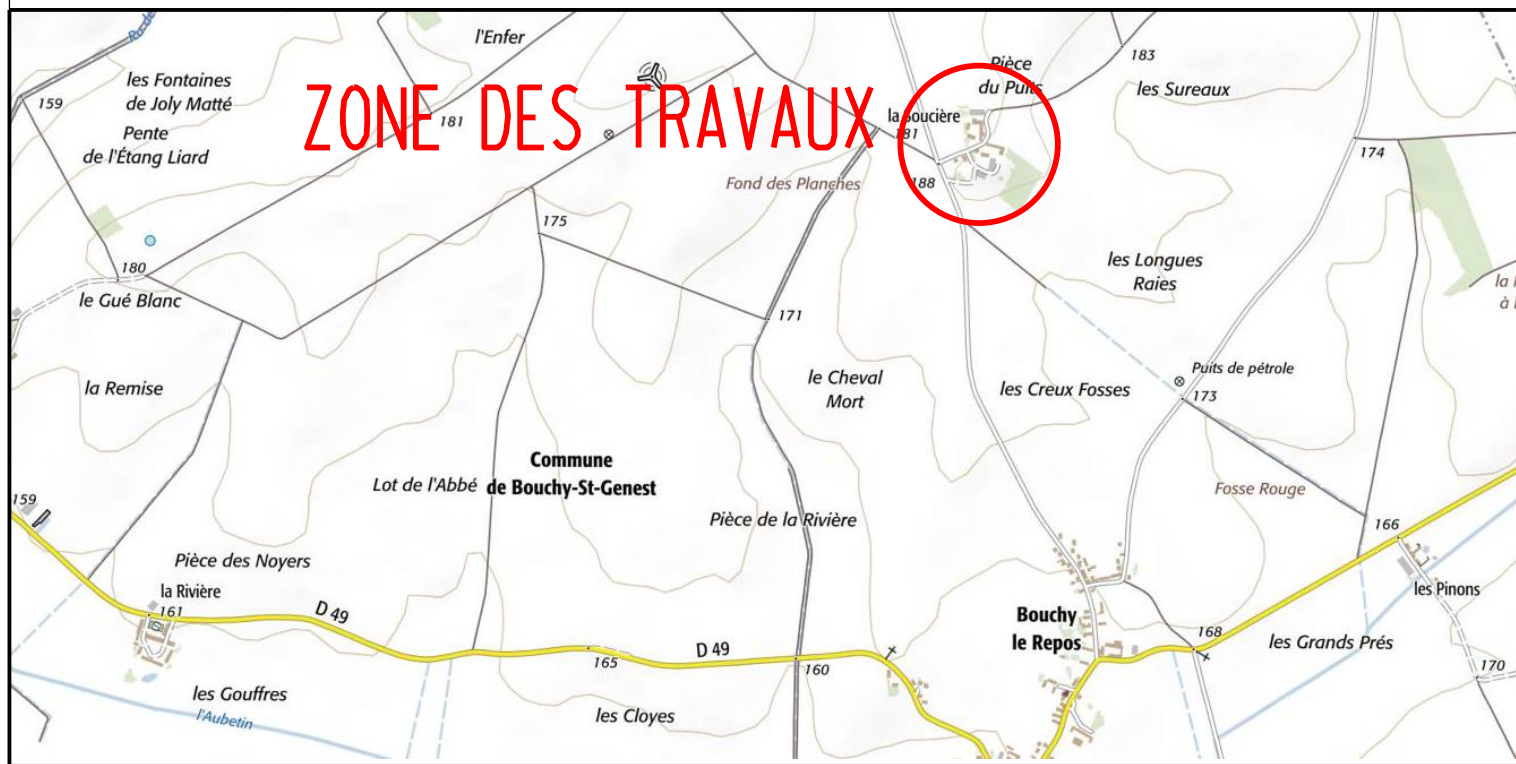 l'Enfer
Ru de
les Fontaines
de Joly Matté
159
Pente
de l'Étang Liard
181
ZONE DES TRAVAUX
la Soucière
181
188
Pièce
du Puits
183
les Sureaux
174
Fond des Planches
175
180
le Gué Blanc
171
les Longues
Raies
la Remise
le Cheval
Mort
les Creux Fosses
Puits de pétrole
173
Commune
de Bouchy-St-Genest
Lot de l'Abbé
Pièce de la Rivière
Fosse Rouge
159
166
Pièce des Noyers
la Rivière
161
D 49
les Pinons
Bouchy
le Repos
168
les Grands Prés
165
D 49
160
170
les Gouffres
l'Aubetin
les Cloyes